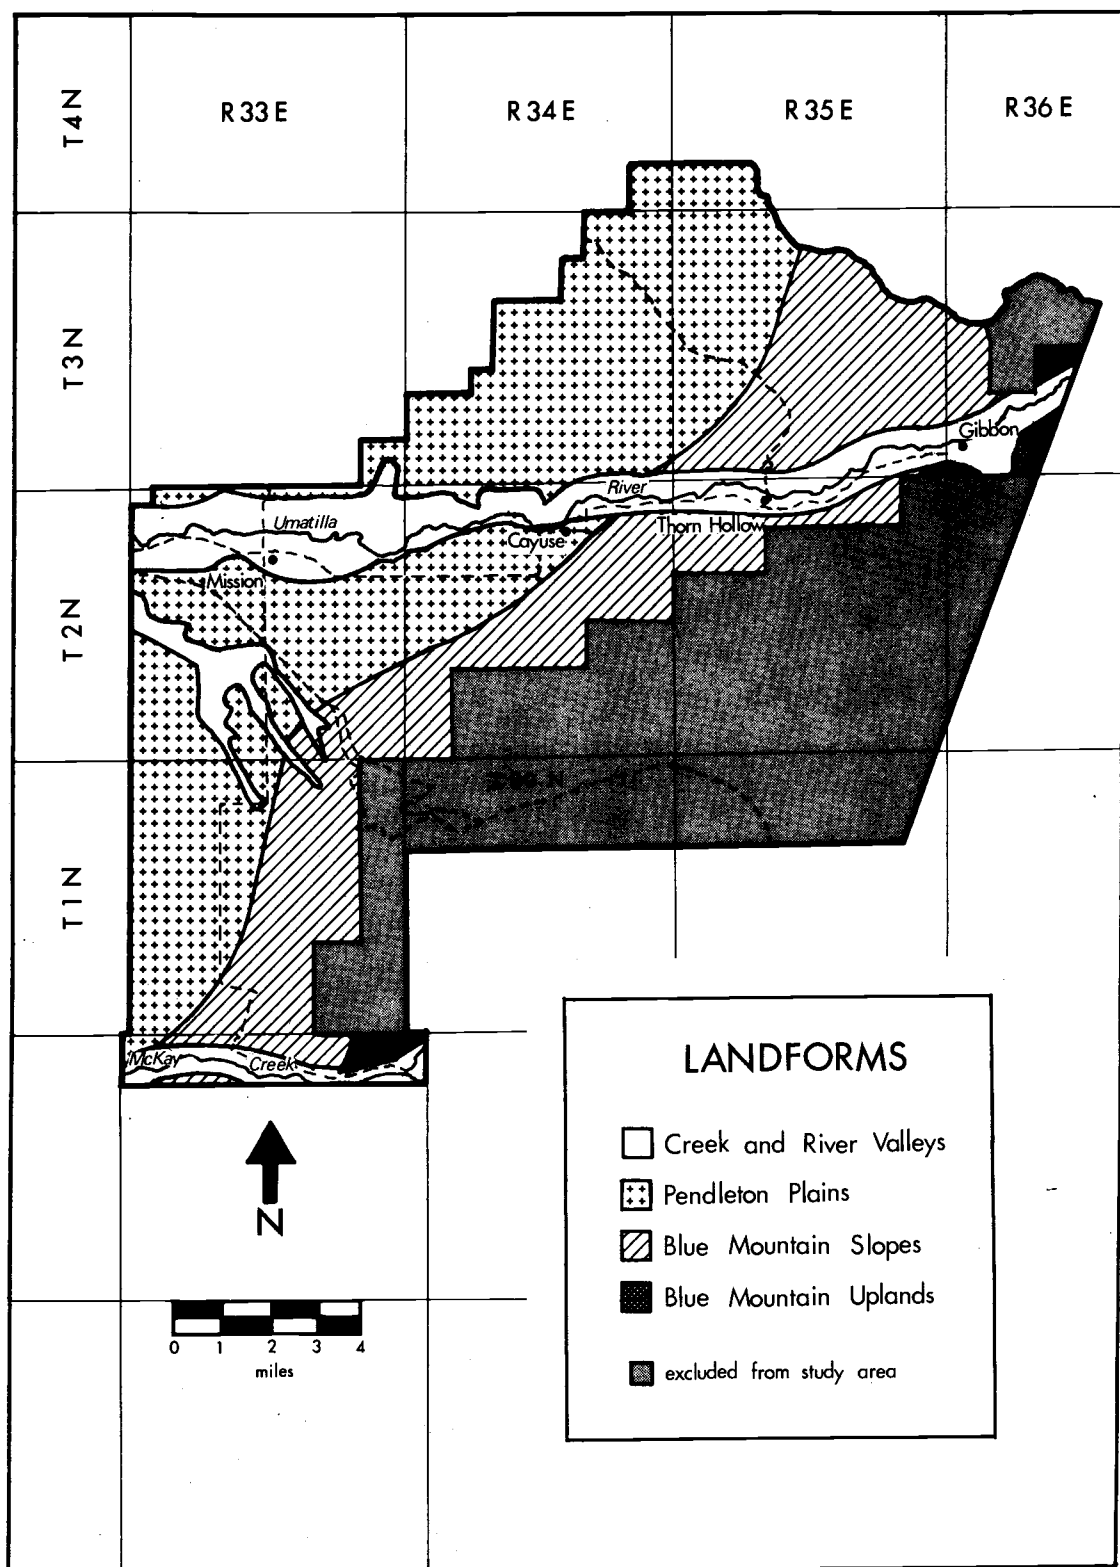 T4N
R33E
R34E
R35E
R36E
T3N
Gibbon
River
Umatilla
Cayuse
Thorn Hollow
Mission
T2N
T1N
McKay
Creek
N
0 1 2 3 4
miles
LANDFORMS
Creek and River Valleys
Pendleton Plains
Blue Mountain Slopes
Blue Mountain Uplands
excluded from study area